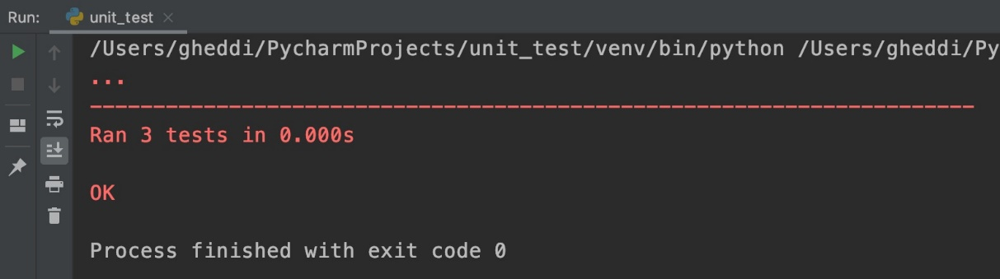 Run: unit_test
/Users/gheddi/PycharmProjects/unit_test/venv/bin/python /Users/gheddi/Py
...
----------------------------------------------------------------------
Ran 3 tests in 0.000s
OK
Process finished with exit code 0